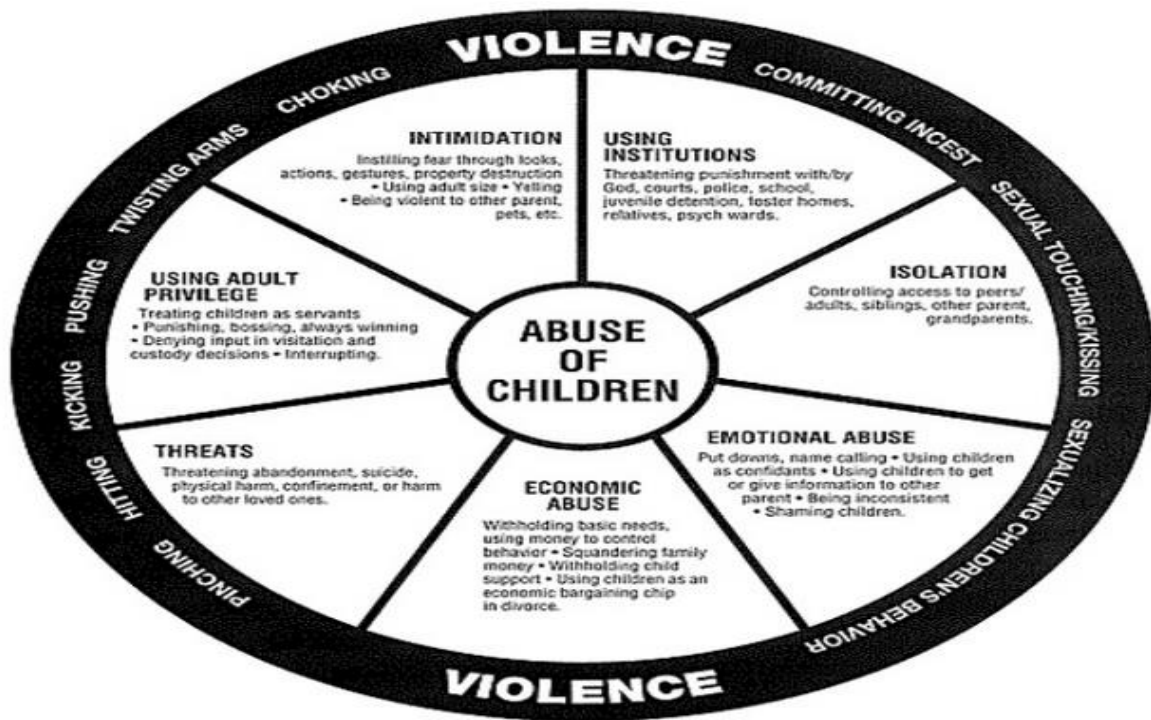 VIOLENCE
COMMITTING INCEST
SEXUAL TOUCHING/KISSING
SEXUALIZING CHILDREN'S BEHAVIOR
VIOLENCE
PINCHING
HITTING
KICKING
PUSHING
TWISTING ARMS
CHOKING
INTIMIDATION
Instilling fear through looks,
actions, gestures, property destruction
• Using adult size • Yelling
• Being violent to other parent,
pets, etc.
USING
INSTITUTIONS
Threatening punishment with/by
God, courts, police, school,
juvenile detention, foster homes,
relatives, psych wards.
ISOLATION
Controlling access to peers/
adults, siblings, other parent,
grandparents.
EMOTIONAL ABUSE
Put downs, name calling • Using children
as confidants • Using children to get
or give information to other
parent • Being inconsistent
• Shaming children.
ECONOMIC
ABUSE
Withholding basic needs,
using money to control
behavior • Squandering family
money • Withholding child
support • Using children as an
economic bargaining chip
in divorce.
THREATS
Threatening abandonment, suicide,
physical harm, confinement, or harm
to other loved ones.
USING ADULT
PRIVILEGE
Treating children as servants
• Punishing, bossing, always winning
• Denying input in visitation and
custody decisions • Interrupting.
ABUSE
OF
CHILDREN